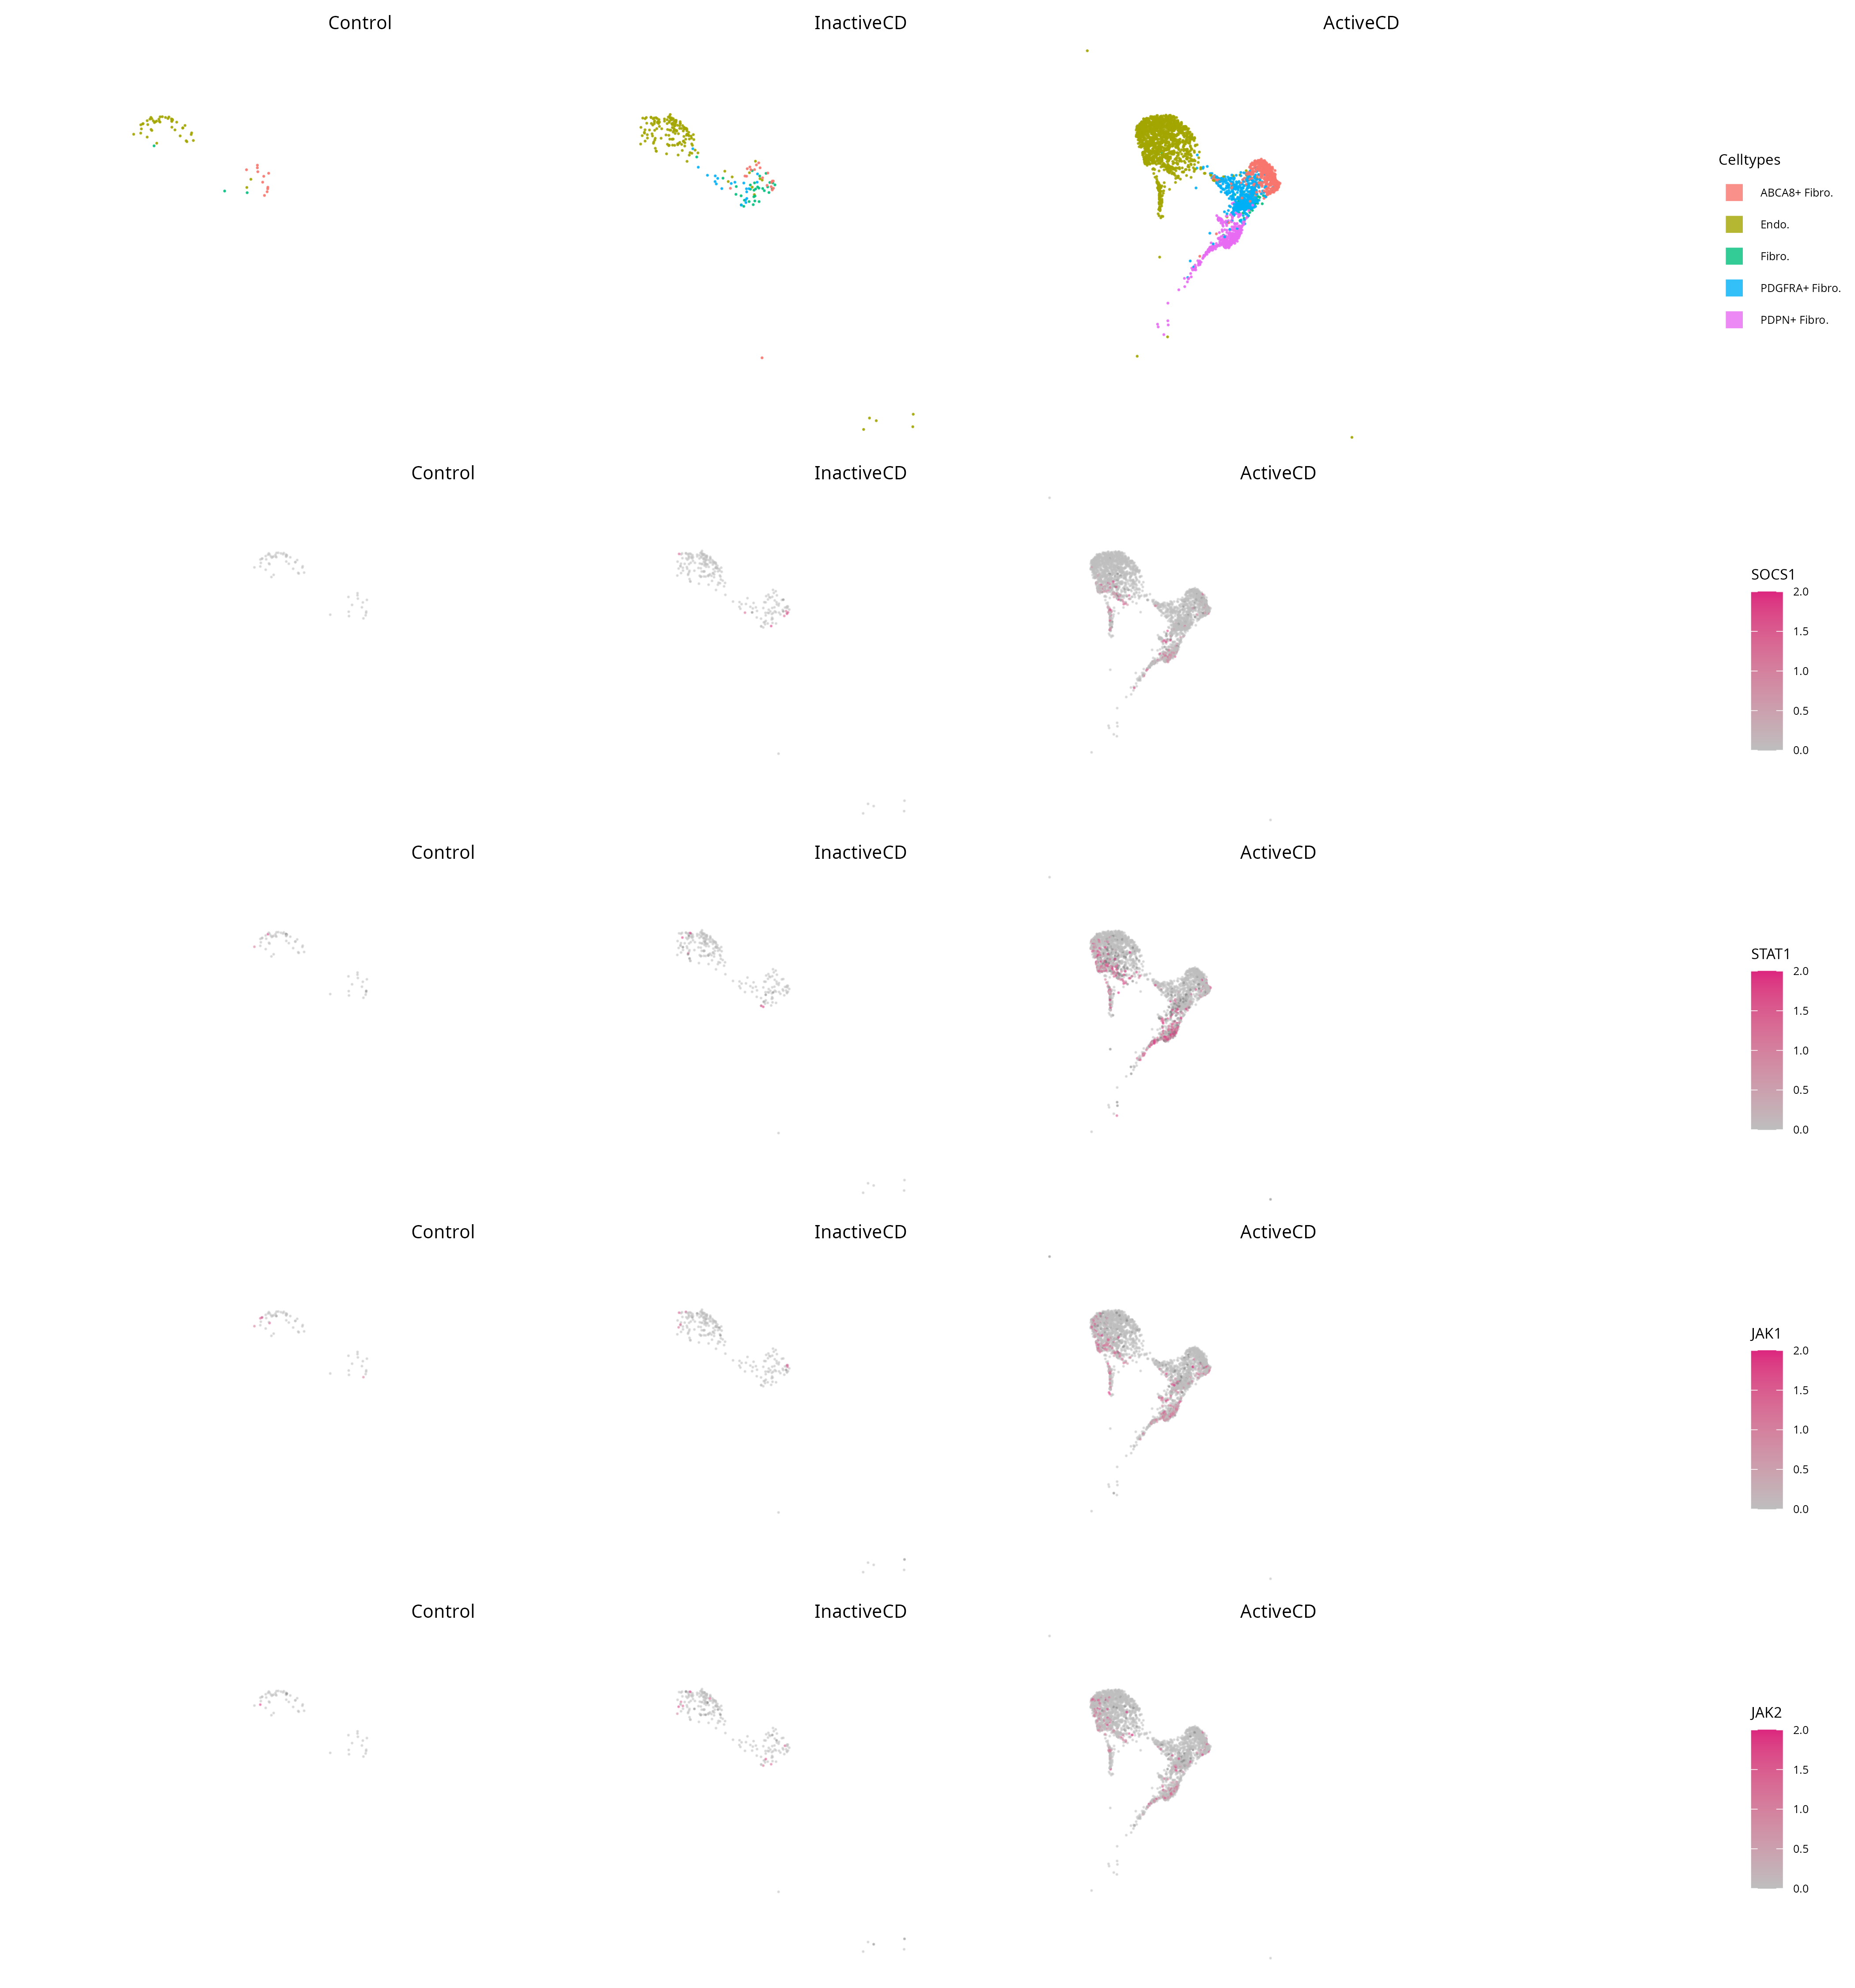 Control InactiveCD ActiveCD
Celltypes
ABCA8+ Fibro.
Endo.
Fibro.
PDGFRA+ Fibro.
PDPN+ Fibro.
Control InactiveCD ActiveCD
SOCS1
2.0
1.5
1.0
0.5
0.0
Control InactiveCD ActiveCD
STAT1
2.0
1.5
1.0
0.5
0.0
Control InactiveCD ActiveCD
JAK1
2.0
1.5
1.0
0.5
0.0
Control InactiveCD ActiveCD
JAK2
2.0
1.5
1.0
0.5
0.0